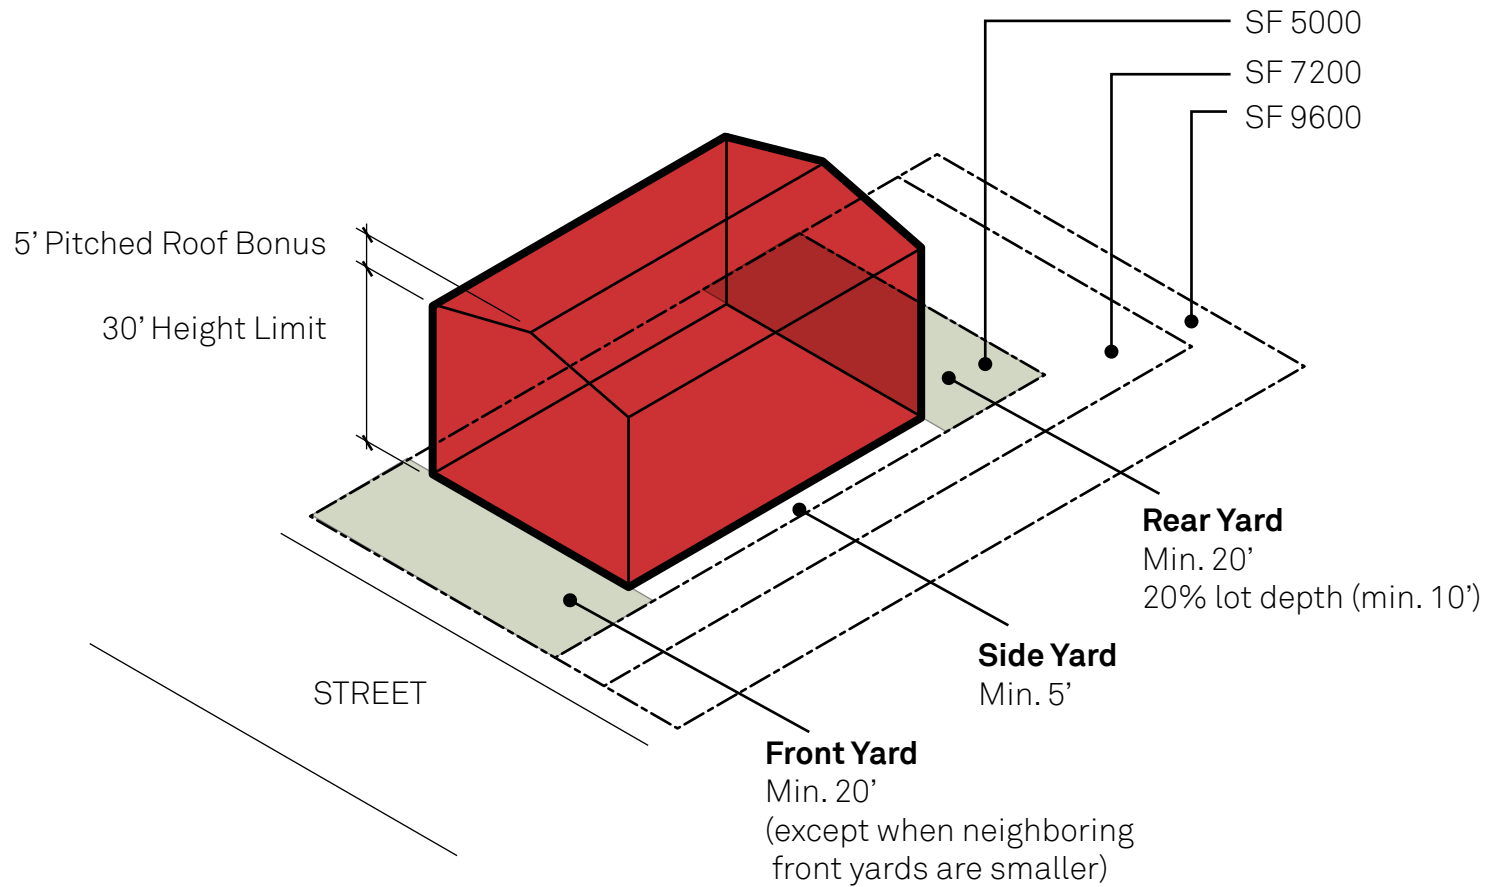 SF 5000
SF 7200
SF 9600
5’ Pitched Roof Bonus
30’ Height Limit
Rear Yard
Min. 20’
20% lot depth (min. 10’)
Side Yard
Min. 5’
STREET
Front Yard
Min. 20’
(except when neighboring
front yards are smaller)